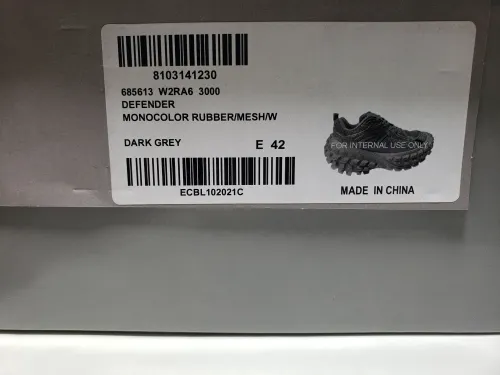 8103141230
685613 W2RA6 3000
DEFENDER
MONOCOLOR RUBBER/MESH/W
DARK GREY E 42
FOR INTERNAL USE ONLY
ECBL102021C
MADE IN CHINA